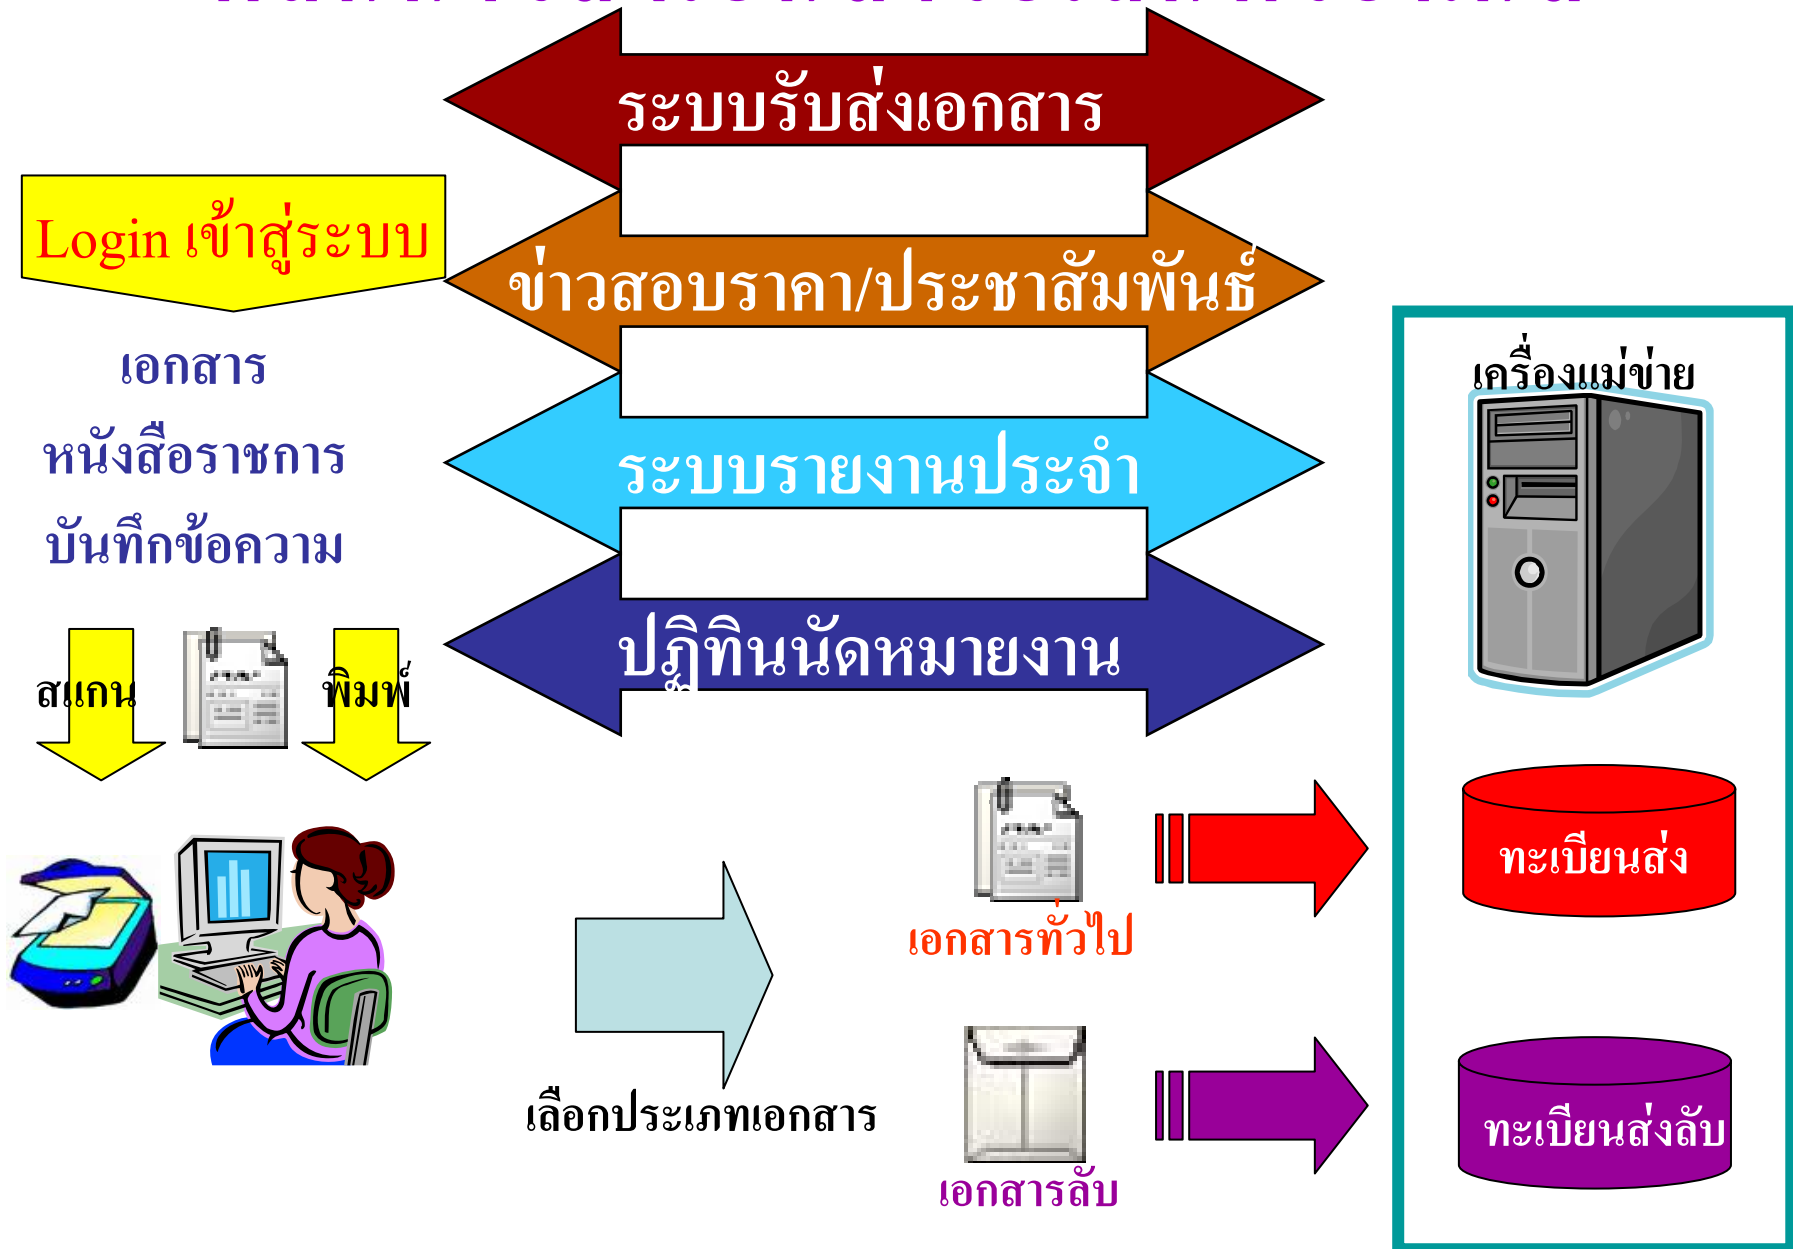 ระบบรับส่งเอกสาร
Login เข้าสู่ระบบ
ข่าวสอบราคา/ประชาสัมพันธ์
เอกสาร
หนังสือราชการ
บันทึกข้อความ
เครื่องแม่ข่าย
ระบบรายงานประจำ
ปฏิทินนัดหมายงาน
สแกน
พิมพ์
ทะเบียนส่ง
เอกสารทั่วไป
เลือกประเภทเอกสาร
ทะเบียนส่งลับ
เอกสารลับ